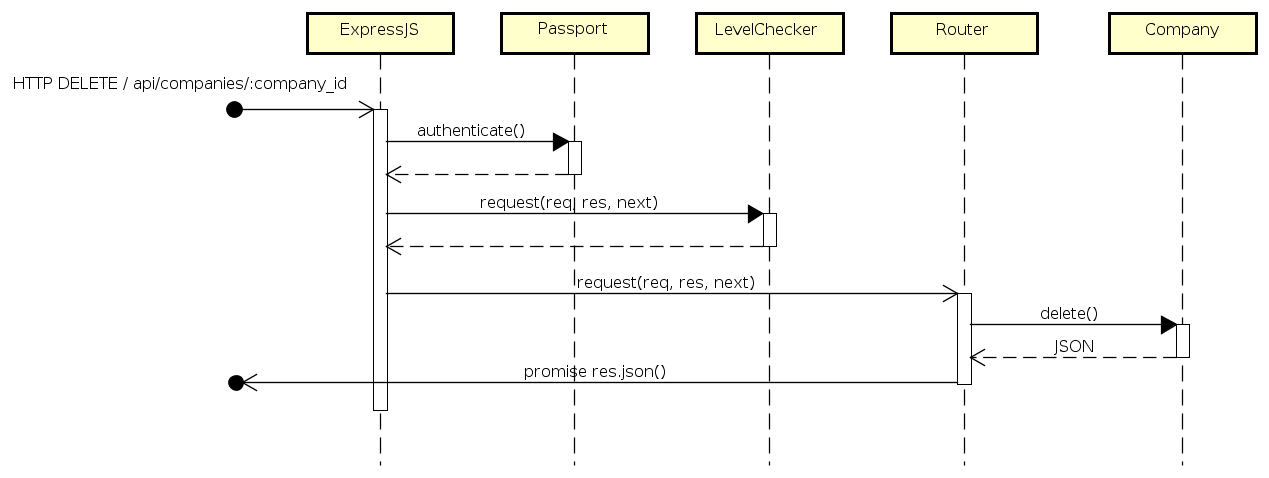 ExpressJS
Passport
LevelChecker
Router
Company
HTTP DELETE / api/companies/:company_id
authenticate()
request(req, res, next)
request(req, res, next)
delete()
JSON
promise res.json()